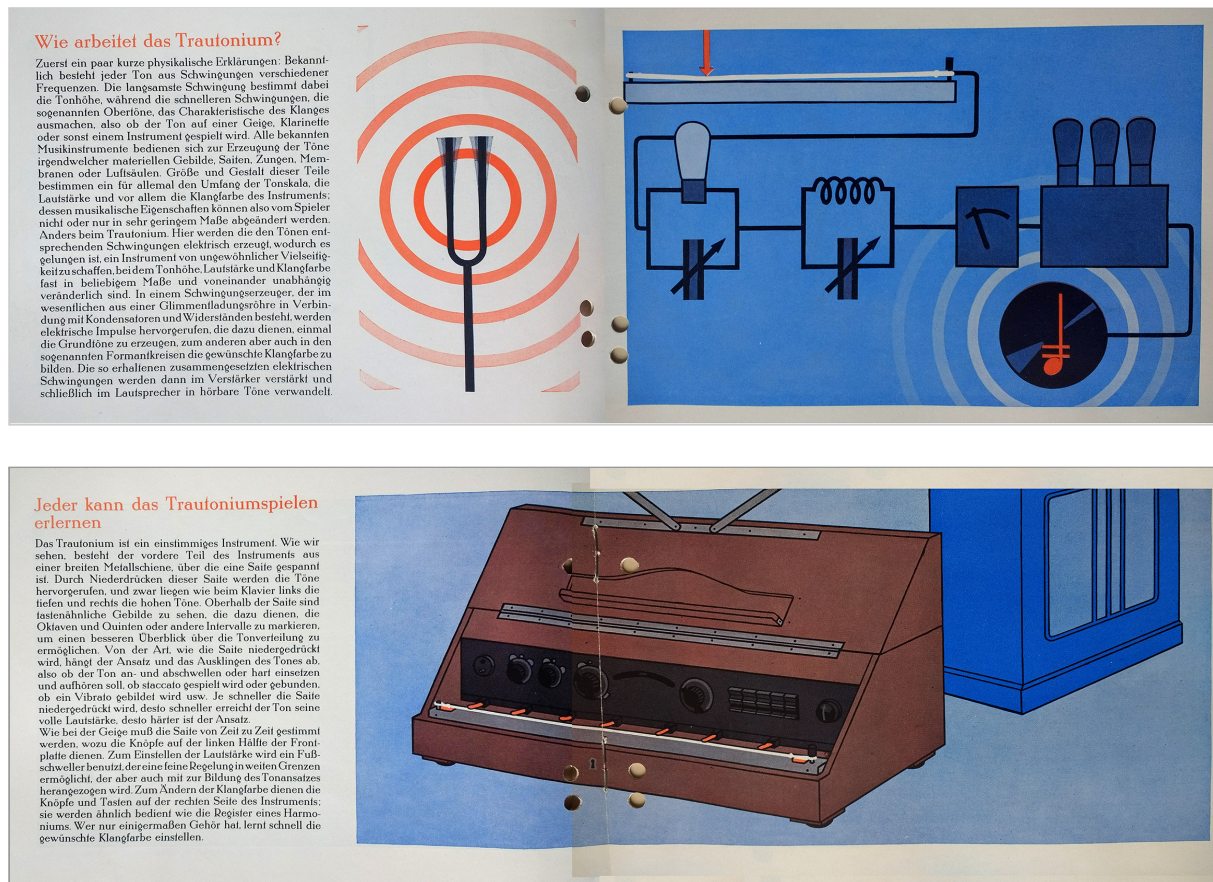 Wie arbeitet das Trautonium?
Zuerst ein paar kurze physikalische Erklärungen: Bekannt-
lich besteht jeder Ton aus Schwingungen verschiedener
Frequenzen. Die langsamste Schwingung bestimmt dabei
die Tonhöhe, während die schnelleren Schwingungen, die
sogenannten Obertöne, das Charakteristische des Klanges
ausmachen, also ob der Ton auf einer Geige, Klarinette
oder sonst einem Instrument gespielt wird. Alle bekannten
Musikinstrumente bedienen sich zur Erzeugung der Töne
irgendwelcher materiellen Gebilde, Saiten, Zungen, Mem-
branen oder Luftsäulen. Größe und Gestalt dieser Teile
bestimmen ein für allemal den Umfang der Tonskala, die
Lautstärke und vor allem die Klangfarbe des Instruments;
dessen musikalische Eigenschaften können also vom Spieler
nicht oder nur in sehr geringem Maße abgeändert werden.
Anders beim Trautonium. Hier werden die den Tönen ent-
sprechenden Schwingungen elektrisch erzeugt, wodurch es
gelungen ist, ein Instrument von ungewöhnlicher Vielseitig-
keit zu schaffen, bei dem Tonhöhe, Lautstärke und Klangfarbe
fast in beliebigem Maße und voneinander unabhängig
veränderlich sind. In einem Schwingungserzeuger, der im
wesentlichen aus einer Glimmentladungsröhre in Verbin-
dung mit Kondensatoren und Widerständen besteht, werden
elektrische Impulse hervorgerufen, die dazu dienen, einmal
die Grundtöne zu erzeugen, zum anderen aber auch in den
sogenannten Formantkreisen die gewünschte Klangfarbe zu
bilden. Die so erhaltenen zusammengesetzten elektrischen
Schwingungen werden dann im Verstärker verstärkt und
schließlich im Lautsprecher in hörbare Töne verwandelt.
Jeder kann das Trautoniumspielen
erlernen
Das Trautonium ist ein einstimmiges Instrument. Wie wir
sehen, besteht der vordere Teil des Instruments aus
einer breiten Metallschiene, über die eine Saite gespannt
ist. Durch Niederdrücken dieser Saite werden die Töne
hervorgerufen, und zwar liegen wie beim Klavier links die
tiefen und rechts die hohen Töne. Oberhalb der Saite sind
tastenähnliche Gebilde zu sehen, die dazu dienen, die
Oktaven und Quinten oder andere Intervalle zu markieren,
um einen besseren Überblick über die Tonverteilung zu
ermöglichen. Von der Art, wie die Saite niedergedrückt
wird, hängt der Ansatz und das Ausklingen des Tones ab,
also ob der Ton an- und abschwellen oder hart einsetzen
und aufhören soll, ob staccato gespielt wird oder gebunden,
ob ein Vibrato gebildet wird usw. Je schneller die Saite
niedergedrückt wird, desto schneller erreicht der Ton seine
volle Lautstärke, desto härter ist der Ansatz.
Wie bei der Geige muß die Saite von Zeit zu Zeit gestimmt
werden, wozu die Knöpfe auf der linken Hälfte der Front-
platte dienen. Zum Einstellen der Lautstärke wird ein Fuß-
schweller benutzt, der eine feine Regelung in weiten Grenzen
ermöglicht, der aber auch mit zur Bildung des Tonansatzes
herangezogen wird. Zum Ändern der Klangfarbe dienen die
Knöpfe und Tasten auf der rechten Seite des Instruments;
sie werden ähnlich bedient wie die Register eines Harmo-
niums. Wer nur einigermaßen Gehör hat, lernt schnell die
gewünschte Klangfarbe einstellen.